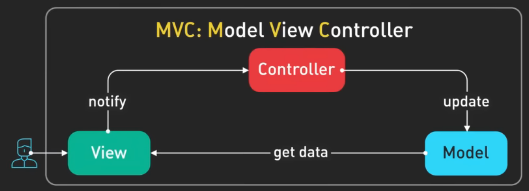 MVC: Model View Controller
Controller
notify
update
View
get data
Model